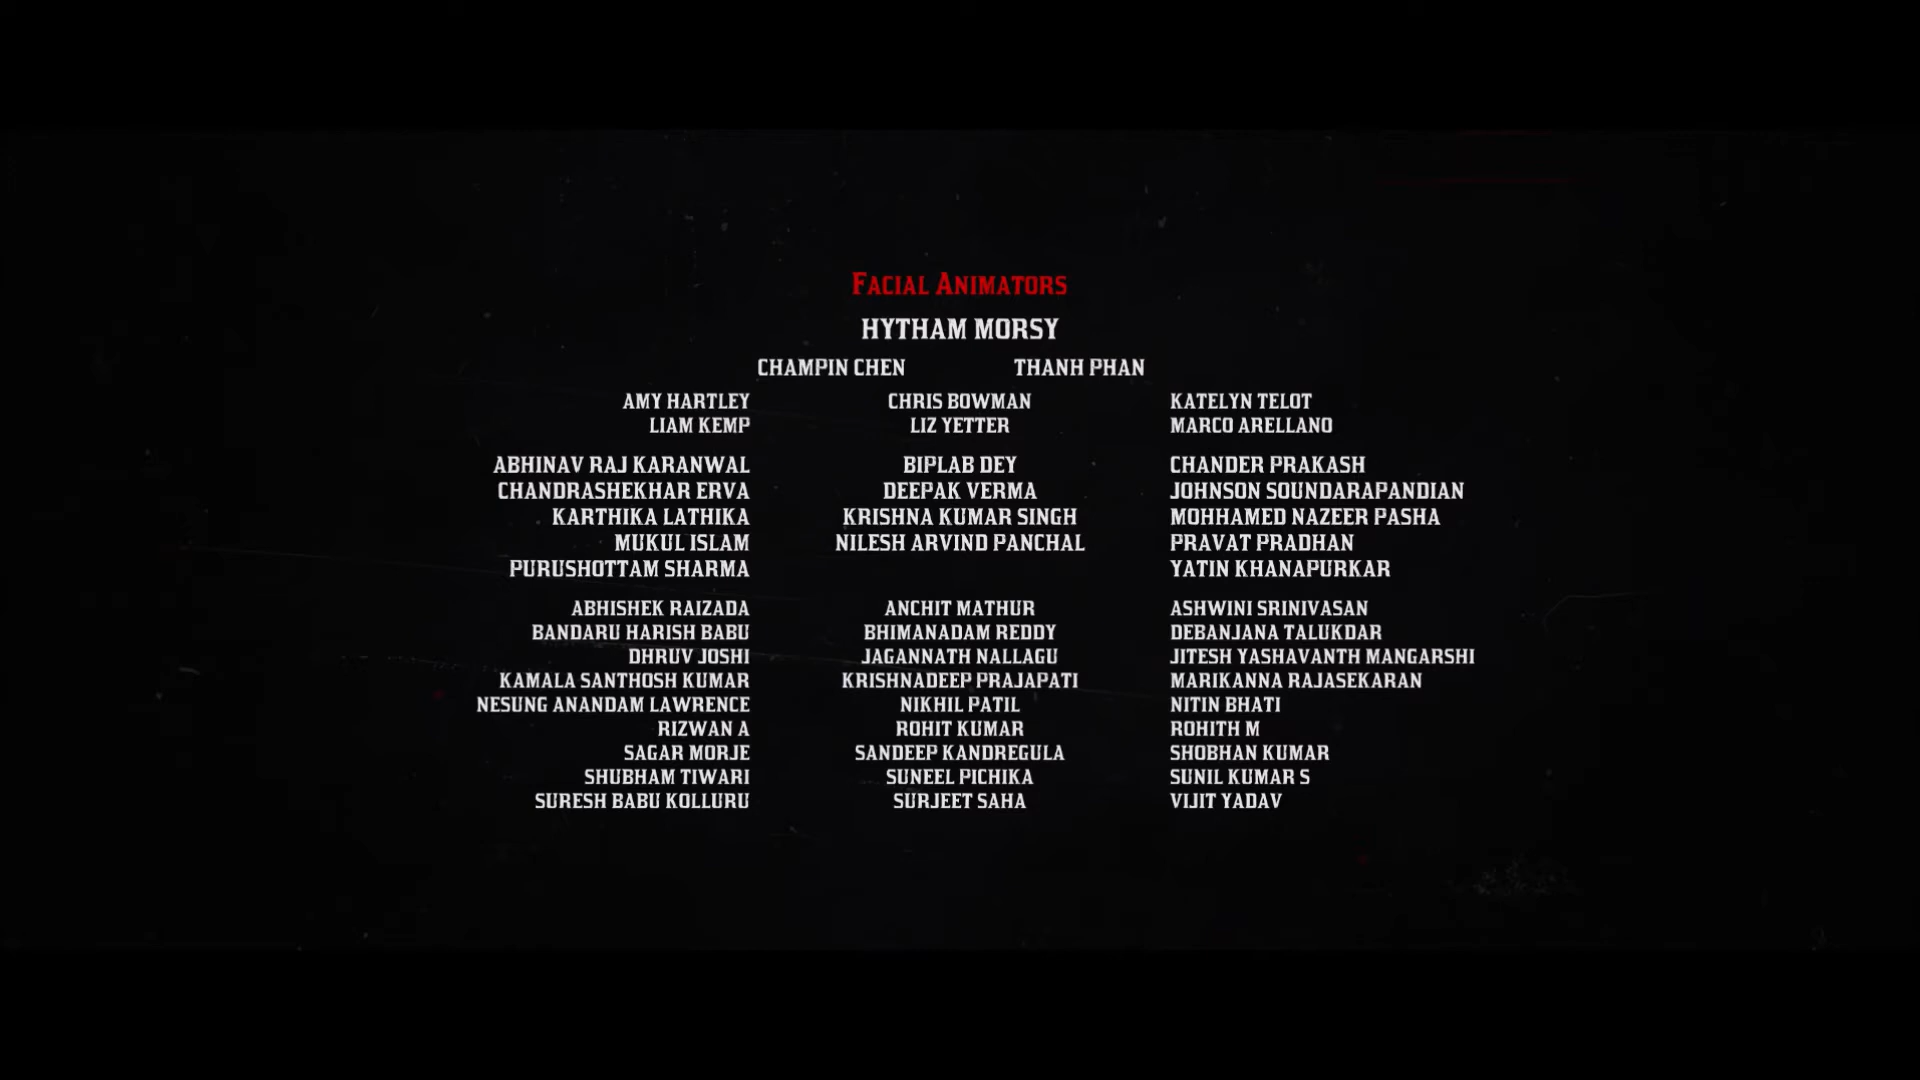 FACIAL ANIMATORS
HYTHAM MORSY
CHAMPIN CHEN THANH PHAN
AMY HARTLEY CHRIS BOWMAN KATELYN TELOT
LIAM KEMP LIZ YETTER MARCO ARELLANO
ABHINAV RAJ KARANWAL BIPLAB DEY CHANDER PRAKASH
CHANDRASHEKHAR ERVA DEEPAK VERMA JOHNSON SOUNDARAPANDIAN
KARTHIKA LATHIKA KRISHNA KUMAR SINGH MOHHAMED NAZEER PASHA
MUKUL ISLAM NILESH ARVIND PANCHAL PRAVAT PRADHAN
PURUSHOTTAM SHARMA YATIN KHANAPURKAR
ABHISHEK RAIZADA ANCHIT MATHUR ASHWINI SRINIVASAN
BANDARU HARISH BABU BHIMANADAM REDDY DEBANJANA TALUKDAR
DHRUV JOSHI JAGANNATH NALLAGU JITESH YASHAVANTH MANGARSHI
KAMALA SANTHOSH KUMAR KRISHNADEEP PRAJAPATI MARIKANNA RAJASEKARAN
NESUNG ANANDAM LAWRENCE NIKHIL PATIL NITIN BHATI
RIZWAN A ROHIT KUMAR ROHITH M
SAGAR MORJE SANDEEP KANDREGULA SHOBHAN KUMAR
SHUBHAM TIWARI SUNEEL PICHIKA SUNIL KUMAR S
SURESH BABU KOLLURU SURJEET SAHA VIJIT YADAV